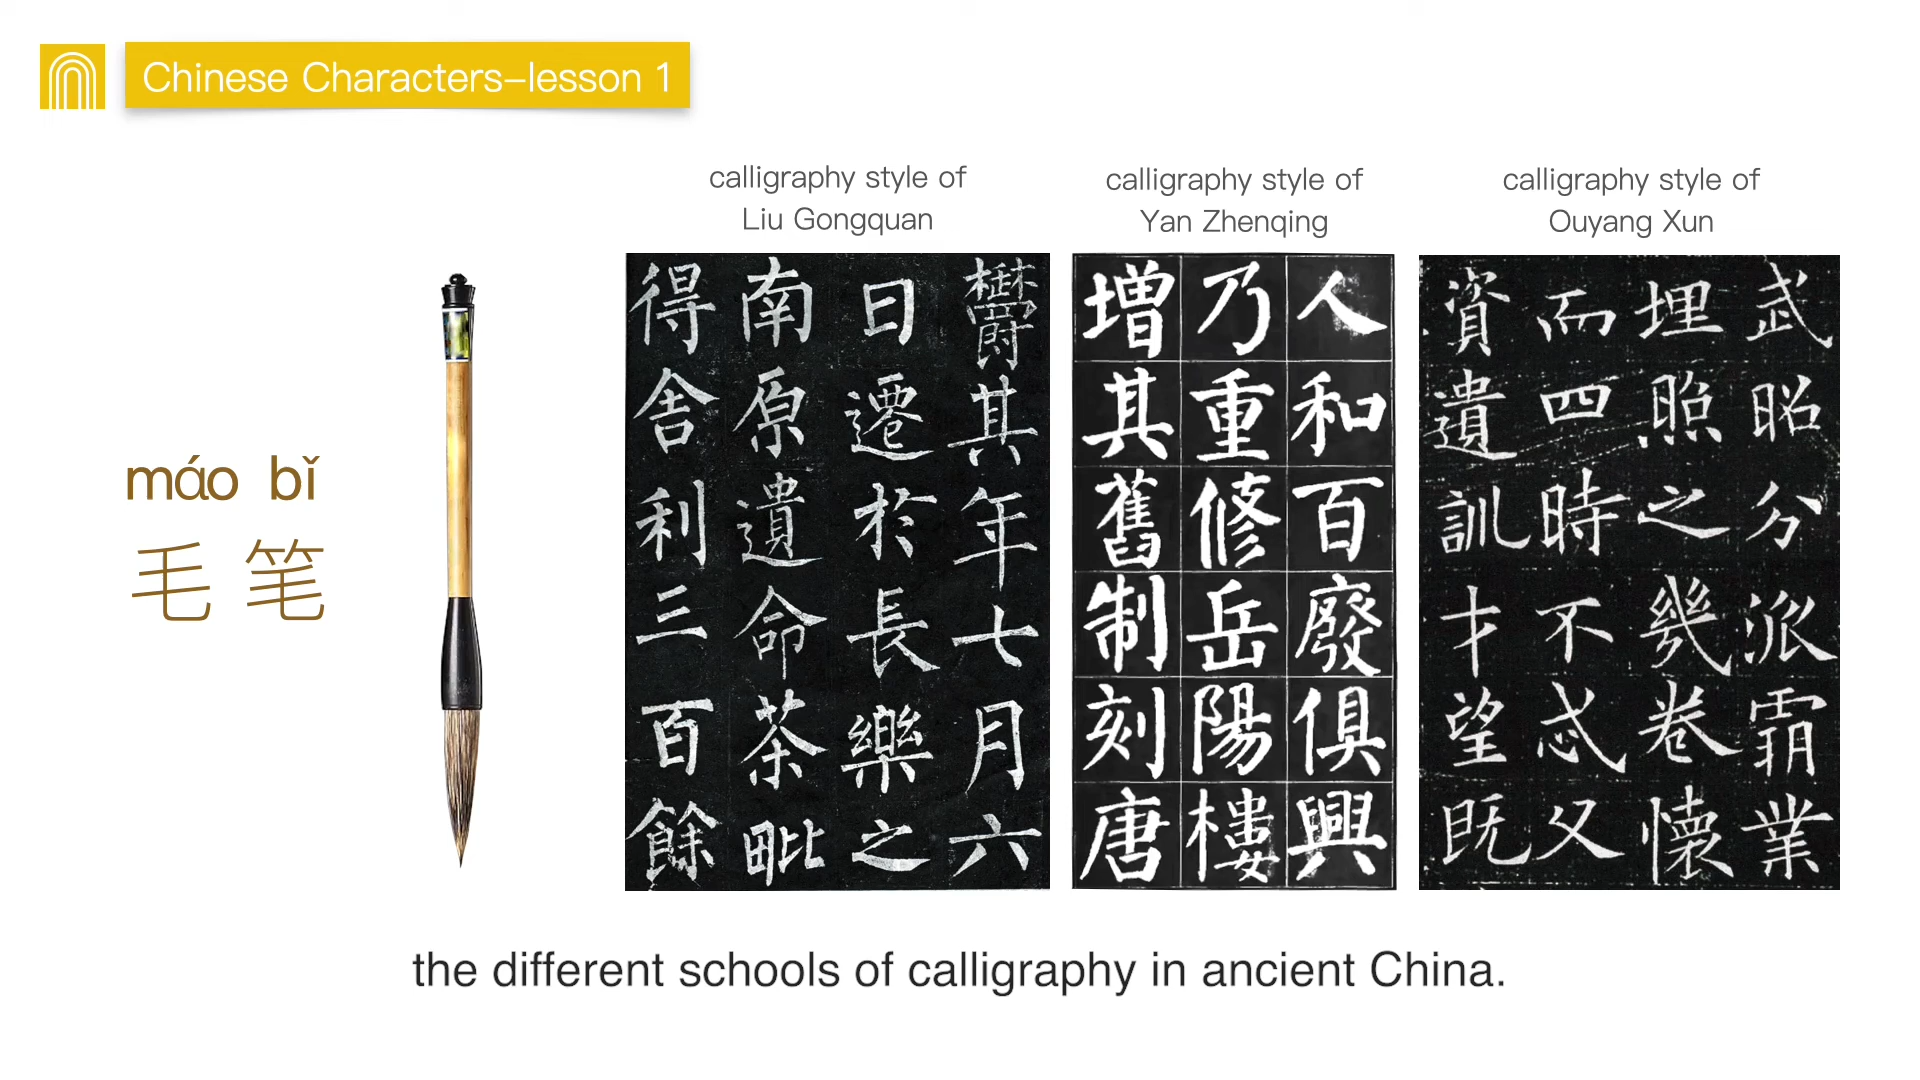 Chinese Characters–lesson 1
calligraphy style of
Liu Gongquan
calligraphy style of
Yan Zhenqing
calligraphy style of
Ouyang Xun
máo bǐ
毛笔
欝其年七月六
日遷於長樂之
南原遺命茶毗
得舍利三百餘
人和百廢俱興
乃重修岳陽樓
增其舊制刻唐
武昭分派霸業
埋照之幾卷懷
而四時不忒又
資遺訓才望既
the different schools of calligraphy in ancient China.